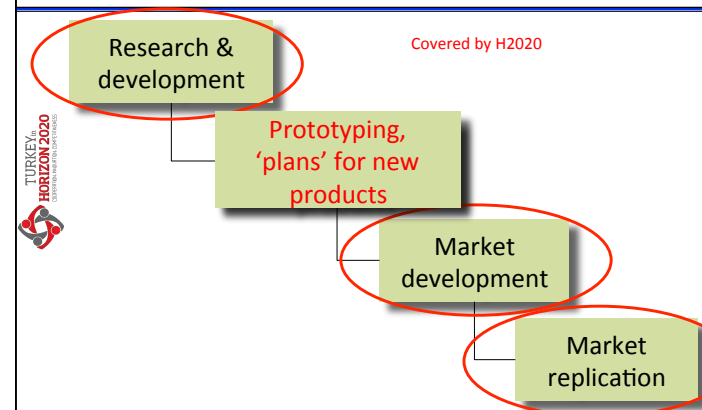 Covered by H2020
Research &
development
TURKEY in
HORIZON 2020
Prototyping,
‘plans’ for new
products
Market
development
Market
replication